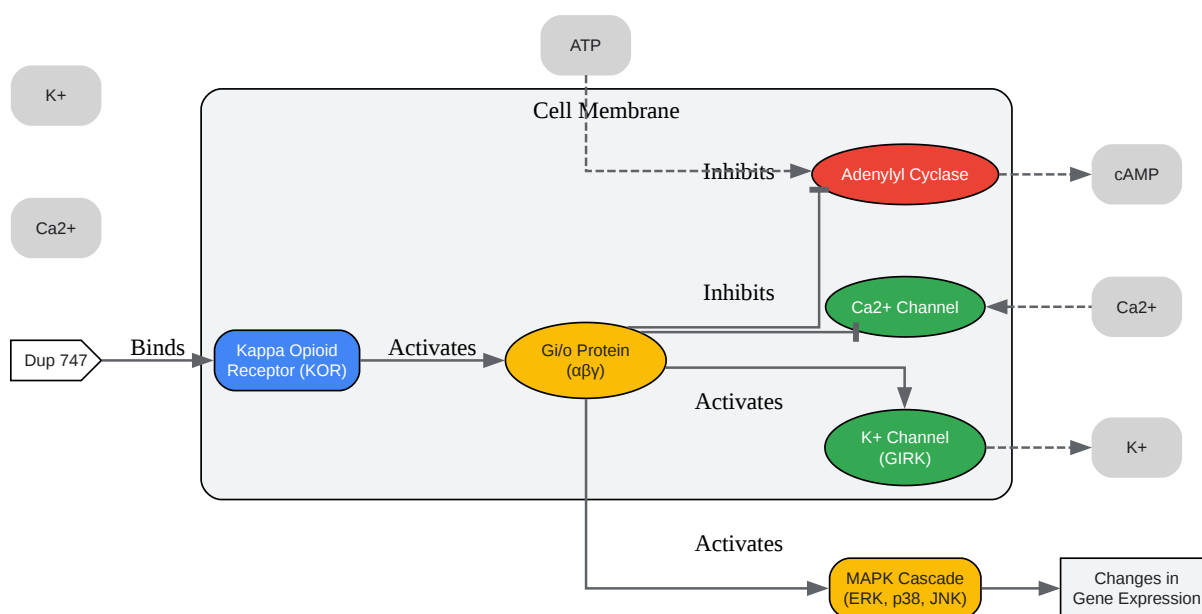 ATP
K+
Cell Membrane
Inhibits
Adenylyl Cyclase
cAMP
Ca2+
Inhibits
Ca2+ Channel
Ca2+
Dup 747
Binds
Kappa Opioid
Receptor (KOR)
Activates
Gi/o Protein
(αβγ)
Activates
K+ Channel
(GIRK)
K+
Activates
MAPK Cascade
(ERK, p38, JNK)
Changes in
Gene Expression